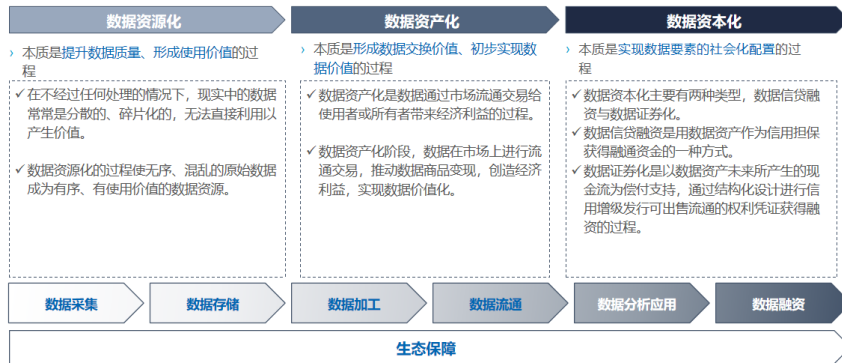 数据资源化
数据资产化
数据资本化
› 本质是提升数据质量、形成使用价值的过
程
› 本质是形成数据交换价值、初步实现数
据价值的过程
› 本质是实现数据要素的社会化配置的过
程
✓在不经过任何处理的情况下，现实中的数据
常常是分散的、碎片化的，无法直接利用以
产生价值。
✓数据资源化的过程使无序、混乱的原始数据
成为有序、有使用价值的数据资源。
✓数据资产化是数据通过市场流通交易给
使用者或所有者带来经济利益的过程。
✓数据资产化阶段，数据在市场上进行流
通交易，推动数据商品变现，创造经济
利益，实现数据价值化。
✓数据资本化主要有两种类型，数据信贷融
资与数据证券化。
✓数据信贷融资是用数据资产作为信用担保
获得融通资金的一种方式。
✓数据证券化是以数据资产未来所产生的现
金流为偿付支持，通过结构化设计进行信
用增级发行可出售流通的权利凭证获得融
资的过程。
数据采集
数据存储
数据加工
数据流通
数据分析应用
数据融资
生态保障